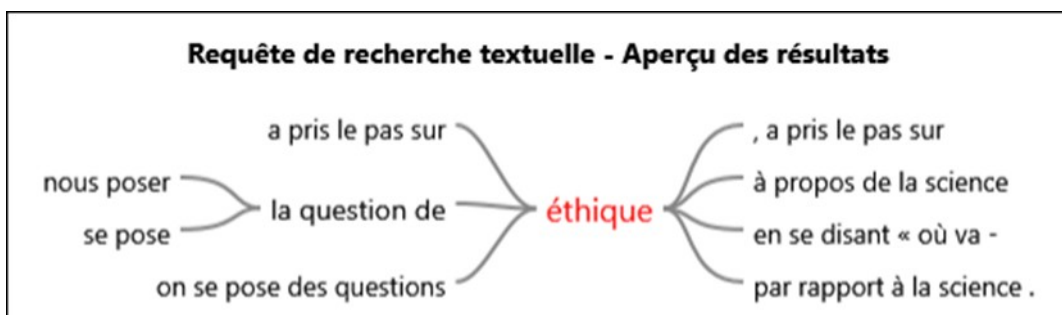 Requête de recherche textuelle - Aperçu des résultats
a pris le pas sur
nous poser
se pose
la question de
on se pose des questions
éthique
, a pris le pas sur
à propos de la science
en se disant « où va -
par rapport à la science .